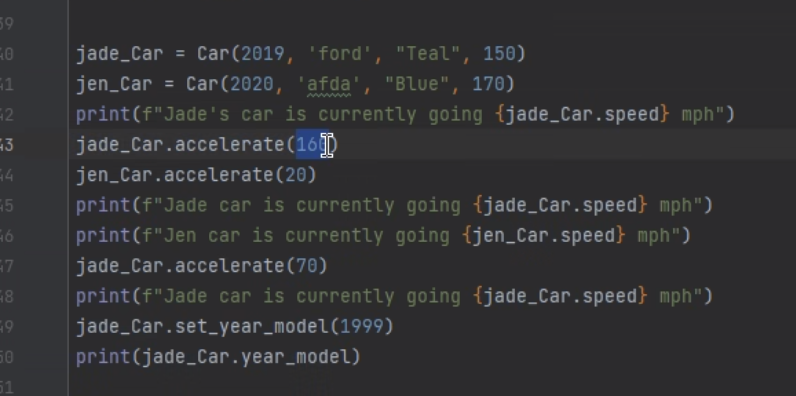 39
40 jade_Car = Car(2019, 'ford', "Teal", 150)
41 jen_Car = Car(2020, 'afda', "Blue", 170)
42 print(f"Jade's car is currently going {jade_Car.speed} mph")
43 jade_Car.accelerate(160)
44 jen_Car.accelerate(20)
45 print(f"Jade car is currently going {jade_Car.speed} mph")
46 print(f"Jen car is currently going {jen_Car.speed} mph")
47 jade_Car.accelerate(70)
48 print(f"Jade car is currently going {jade_Car.speed} mph")
49 jade_Car.set_year_model(1999)
50 print(jade_Car.year_model)
51